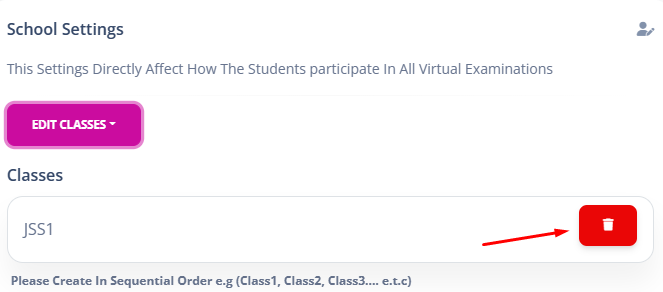 School Settings
This Settings Directly Affect How The Students participate In All Virtual Examinations
EDIT CLASSES
Classes
JSS1
Please Create In Sequential Order e.g (Class1, Class2, Class3.... e.t.c)